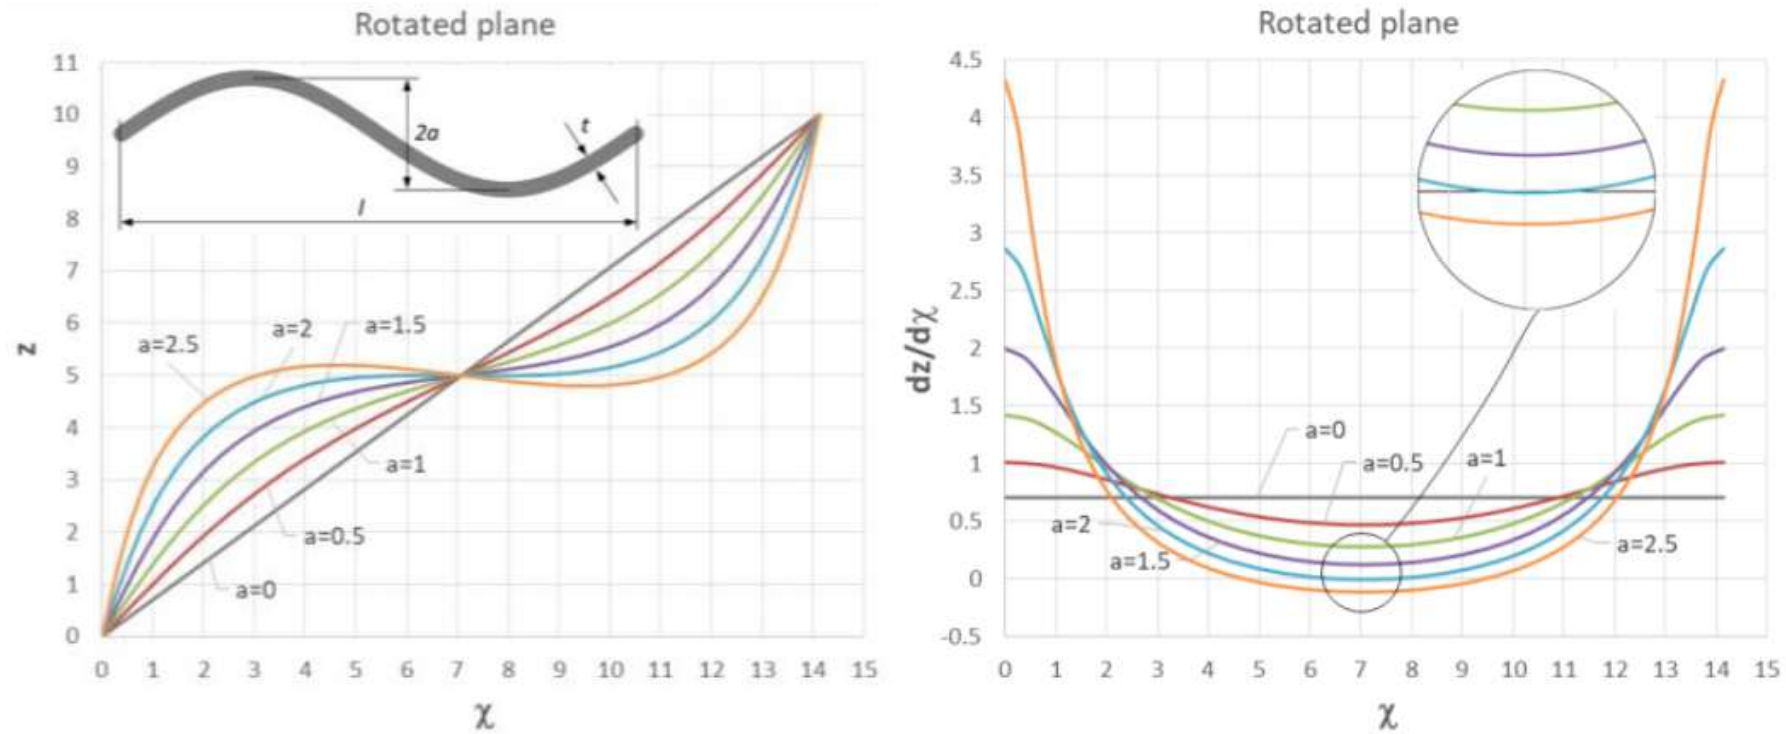 Rotated plane
11
10
9
8
7
6
5
4
3
2
1
0
z
2a
t
l
a=2.5
a=2
a=1.5
a=1
a=0.5
a=0
0 1 2 3 4 5 6 7 8 9 10 11 12 13 14 15
χ
Rotated plane
4.5
4
3.5
3
2.5
2
1.5
1
0.5
0
-0.5
dz/dχ
a=0
a=0.5
a=1
a=2
a=1.5
a=2.5
0 1 2 3 4 5 6 7 8 9 10 11 12 13 14 15
χ